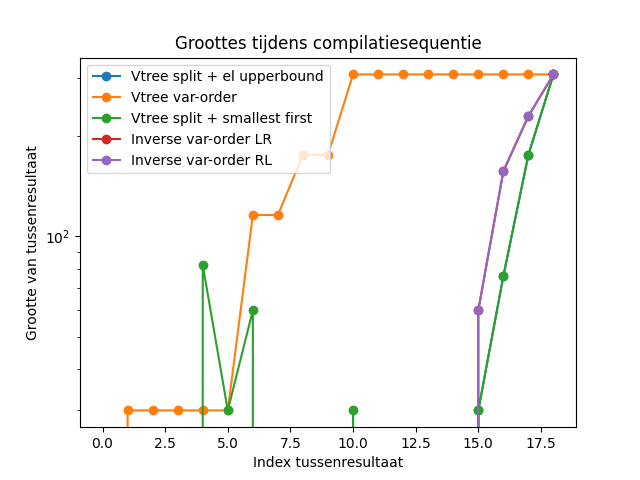 Groottes tijdens compilatiesequentie
Vtree split + el upperbound
Vtree var-order
Vtree split + smallest first
Inverse var-order LR
Inverse var-order RL
Grootte van tussenresultaat
10²
0.0 2.5 5.0 7.5 10.0 12.5 15.0 17.5
Index tussenresultaat